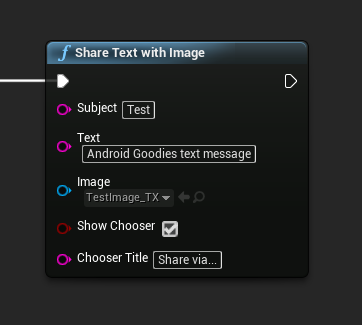 f Share Text with Image
Subject Test
Text
Android Goodies text message
Image
TestImage_TX
Show Chooser
Chooser Title Share via...